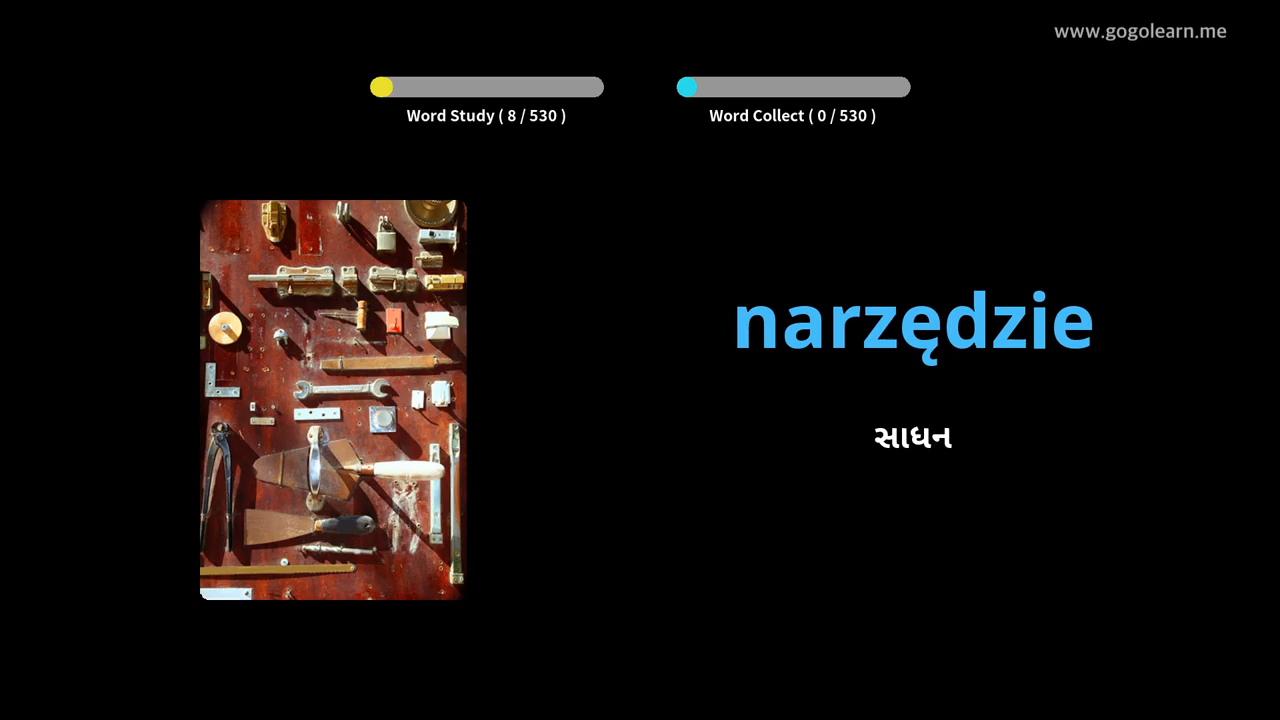 www.gogolearn.me
Word Study ( 8 / 530 )
Word Collect ( 0 / 530 )
narzędzie
સાધન